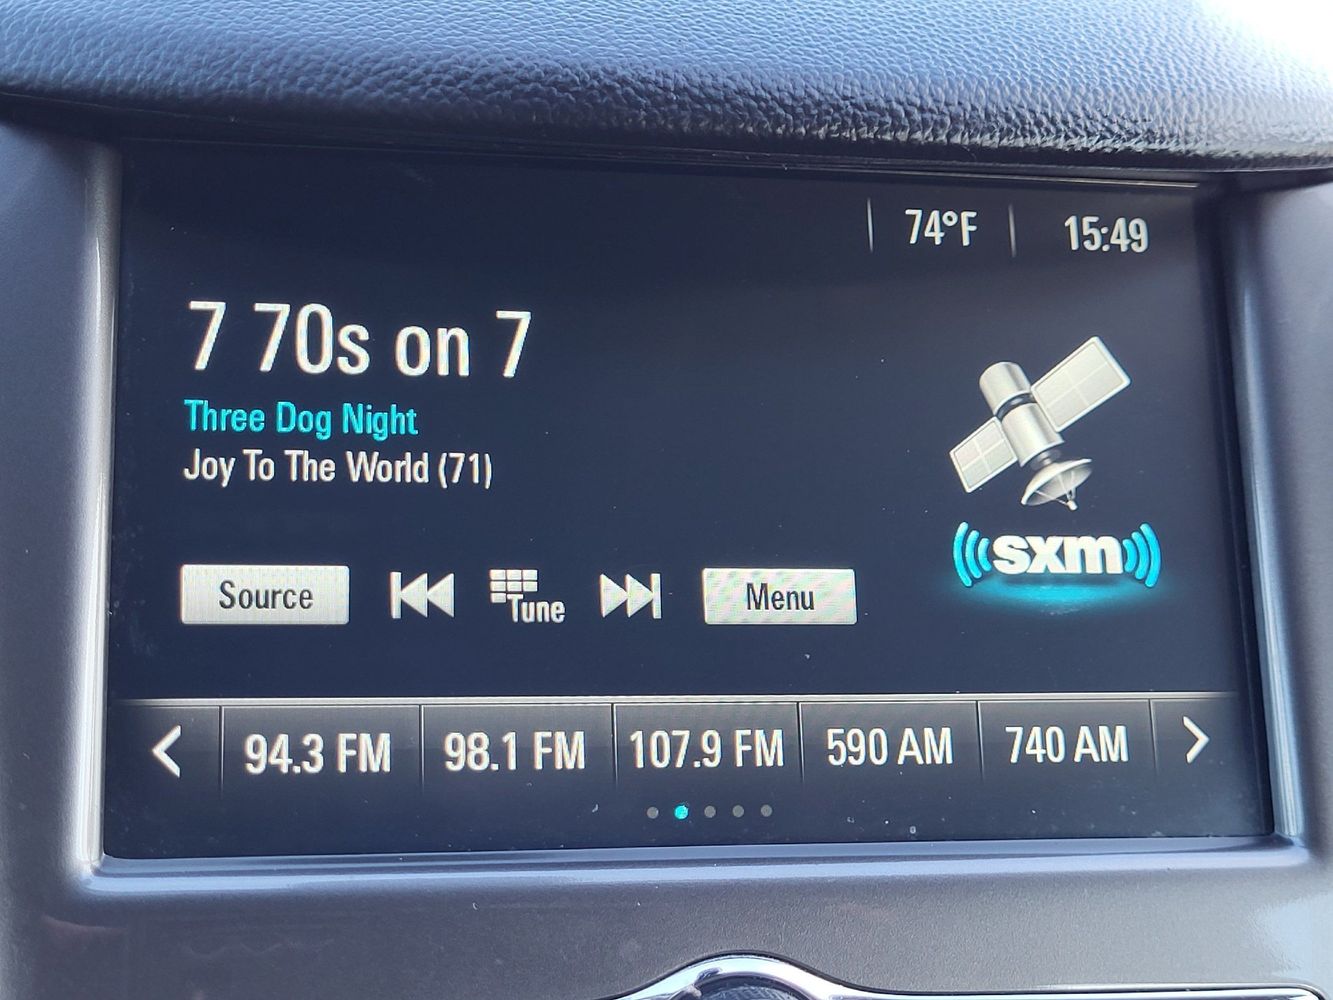 74°F 15:49
7 70s on 7
Three Dog Night
Joy To The World (71)
Source Tune Menu
sxm
94.3 FM 98.1 FM 107.9 FM 590 AM 740 AM